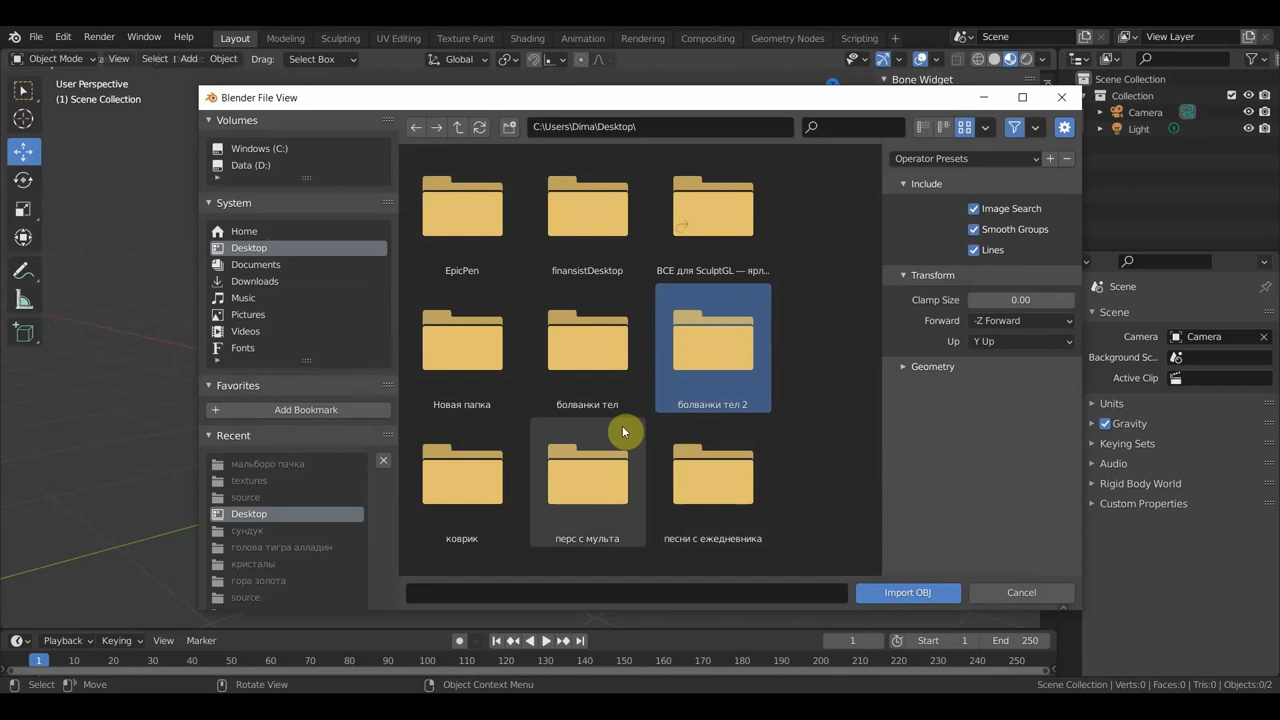 File Edit Render Window Help Layout Modeling Sculpting UV Editing Texture Paint Shading Animation Rendering Compositing Geometry Nodes Scripting + Scene View Layer
Object Mode View Select Add Object Drag: Select Box Global
User Perspective
(1) Scene Collection
Bone Widget
Scene Collection
Collection
Camera
Light
Blender File View
Volumes
Windows (C:)
Data (D:)
System
Home
Desktop
Documents
Downloads
Music
Pictures
Videos
Fonts
Favorites
Add Bookmark
Recent
мальборо пачка
textures
source
Desktop
сундук
голова тигра алладин
кристалы
гора золота
source
C:\Users\Dima\Desktop\
EpicPen finansistDesktop ВСЕ для SculptGL — ярл...
Новая папка болванки тел болванки тел 2
коврик перс с мульта песни с ежедневника
Import OBJ Cancel
Operator Presets
Include
Image Search
Smooth Groups
Lines
Transform
Clamp Size 0.00
Forward -Z Forward
Up Y Up
Geometry
Scene
Scene
Camera Camera
Background Sc...
Active Clip
Units
Gravity
Keying Sets
Audio
Rigid Body World
Custom Properties
Playback Keying View Marker 1 Start 1 End 250
1 10 20 30 40 50 60 70 80 90 100 110 120 130 140 150 160 170 180 190 200 210 220 230 240 250
Select Move Rotate View Object Context Menu Scene Collection | Verts:0 | Faces:0 | Tris:0 | Objects:0/2